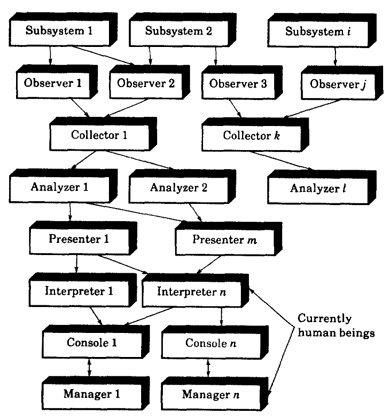 Subsystem 1
Subsystem 2
Subsystem i
Observer 1
Observer 2
Observer 3
Observer j
Collector 1
Collector k
Analyzer 1
Analyzer 2
Analyzer l
Presenter 1
Presenter m
Interpreter 1
Interpreter n
Currently
human beings
Console 1
Console n
Manager 1
Manager n